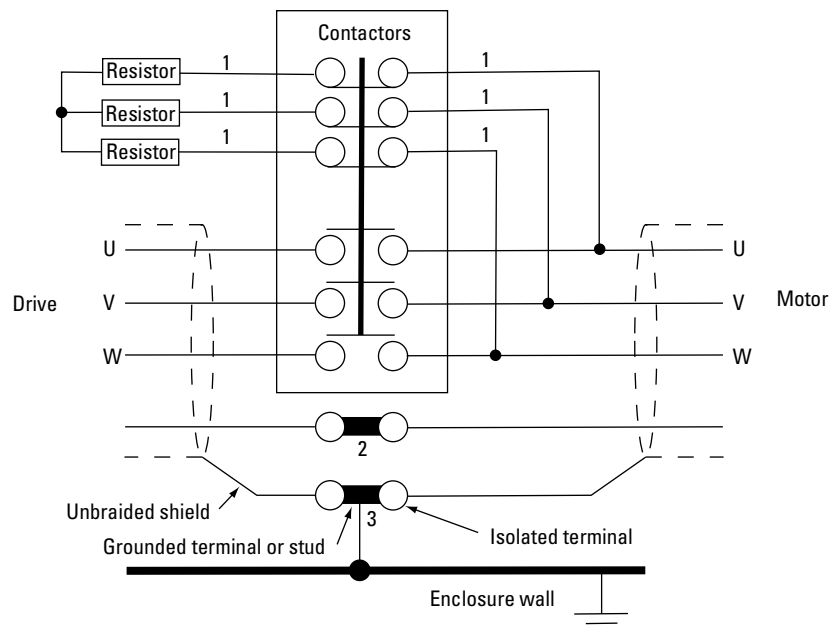 Contactors
Resistor 1 1
Resistor 1 1
Resistor 1 1
U U
Drive V V Motor
W W
2
Unbraided shield
3
Grounded terminal or stud
Isolated terminal
Enclosure wall